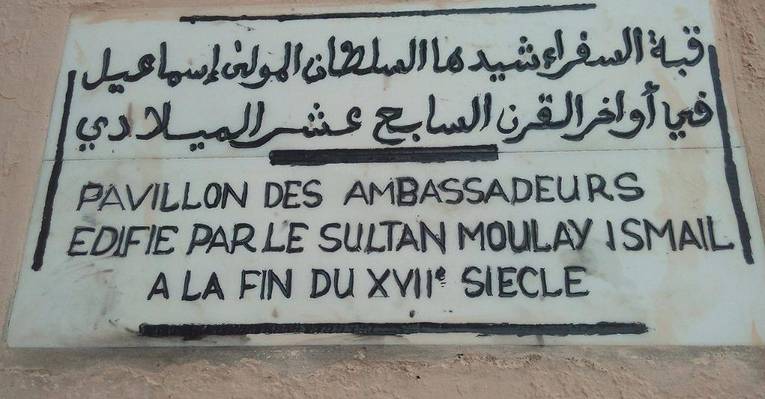 قبة السفراء شيدها السلطان المولى إسماعيل
في أواخر القرن السابع عشر الميلادي
PAVILLON DES AMBASSADEURS
EDIFIE PAR LE SULTAN MOULAY ISMAIL
A LA FIN DU XVIIe SIECLE